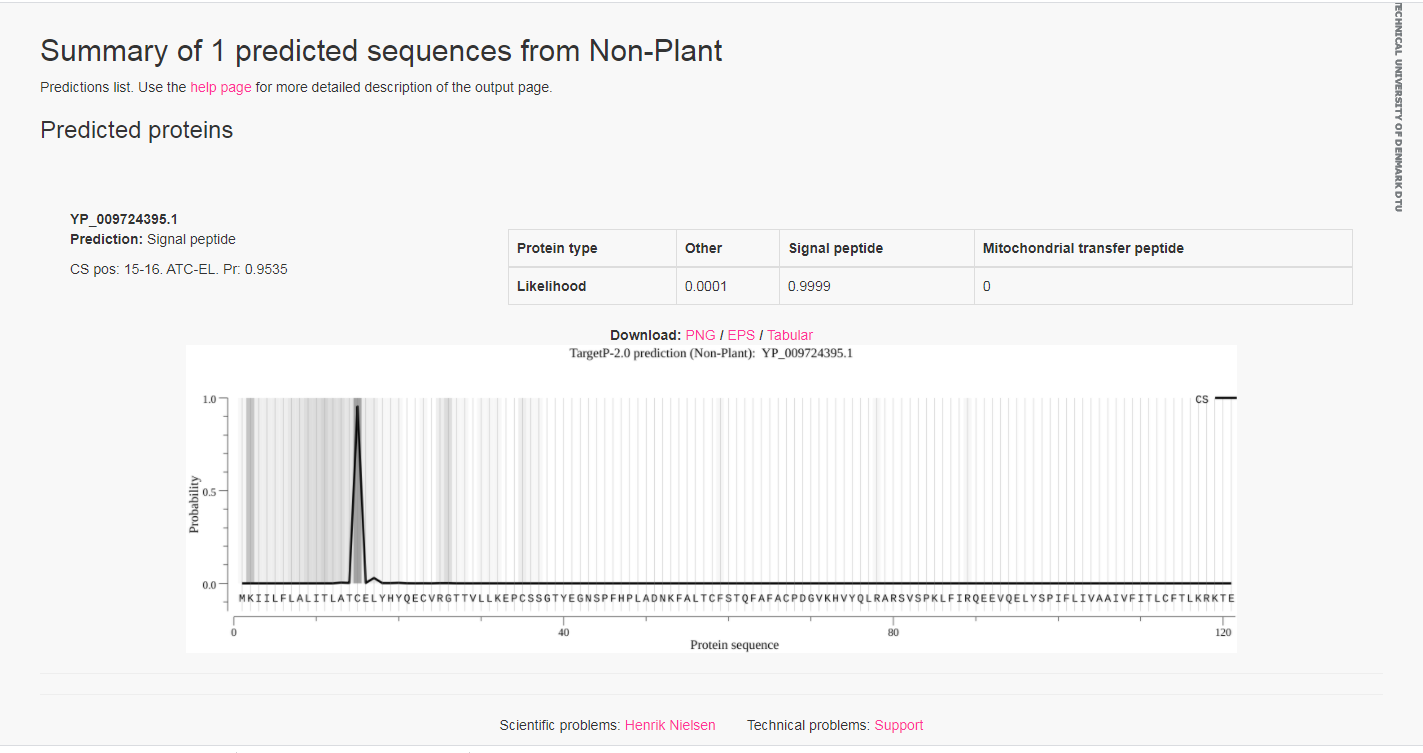 Summary of 1 predicted sequences from Non-Plant
Predictions list. Use the help page for more detailed description of the output page.
Predicted proteins
YP_009724395.1
Prediction: Signal peptide
CS pos: 15-16. ATC-EL. Pr: 0.9535
Protein type Other Signal peptide Mitochondrial transfer peptide
Likelihood 0.0001 0.9999 0
Download: PNG / EPS / Tabular
TargetP-2.0 prediction (Non-Plant): YP_009724395.1
CS
1.0
0.5
0.0
Probability
MKIILFLALITLATCELYHYQECVRGTTVLLKEPCSSGTYEGNSPFHPLADNKFALTCFSTQFAFACPDGVKHVYQLRARSVSPKLFIRQEEVQELYSPIFLIVAAIVFITLCFTLKRKTE
0 40 80 120
Protein sequence
Scientific problems: Henrik Nielsen Technical problems: Support
TECHNICAL UNIVERSITY OF DENMARK DTU